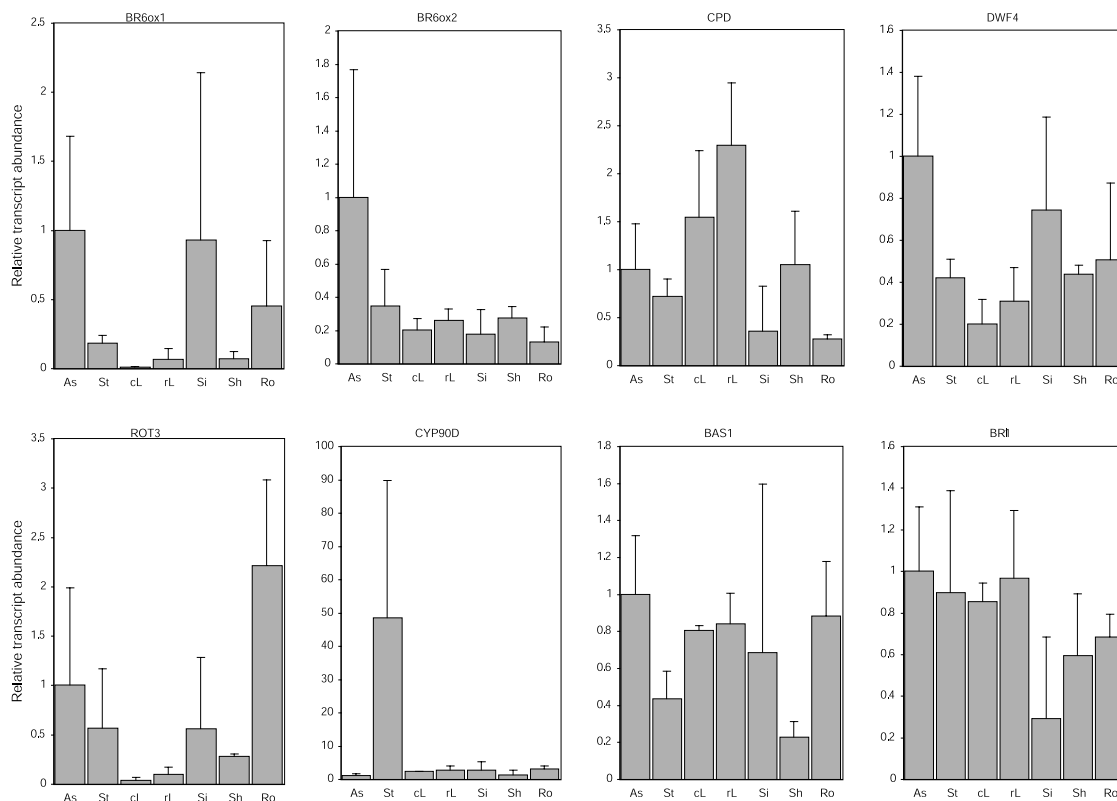 BR6ox1 BR6ox2 CPD DWF4
Relative transcript abundance
2.5 2 1.5 1 0.5 0
2 1.8 1.6 1.4 1.2 1 0.8 0.6 0.4 0.2 0
3.5 3 2.5 2 1.5 1 0.5 0
1.6 1.4 1.2 1 0.8 0.6 0.4 0.2 0
As St cL rL Si Sh Ro As St cL rL Si Sh Ro As St cL rL Si Sh Ro As St cL rL Si Sh Ro
ROT3 CYP90D BAS1 BRI1
Relative transcript abundance
3.5 3 2.5 2 1.5 1 0.5 0
100 90 80 70 60 50 40 30 20 10 0
1.8 1.6 1.4 1.2 1 0.8 0.6 0.4 0.2 0
1.6 1.4 1.2 1 0.8 0.6 0.4 0.2 0
As St cL rL Si Sh Ro As St cL rL Si Sh Ro As St cL rL Si Sh Ro As St cL rL Si Sh Ro